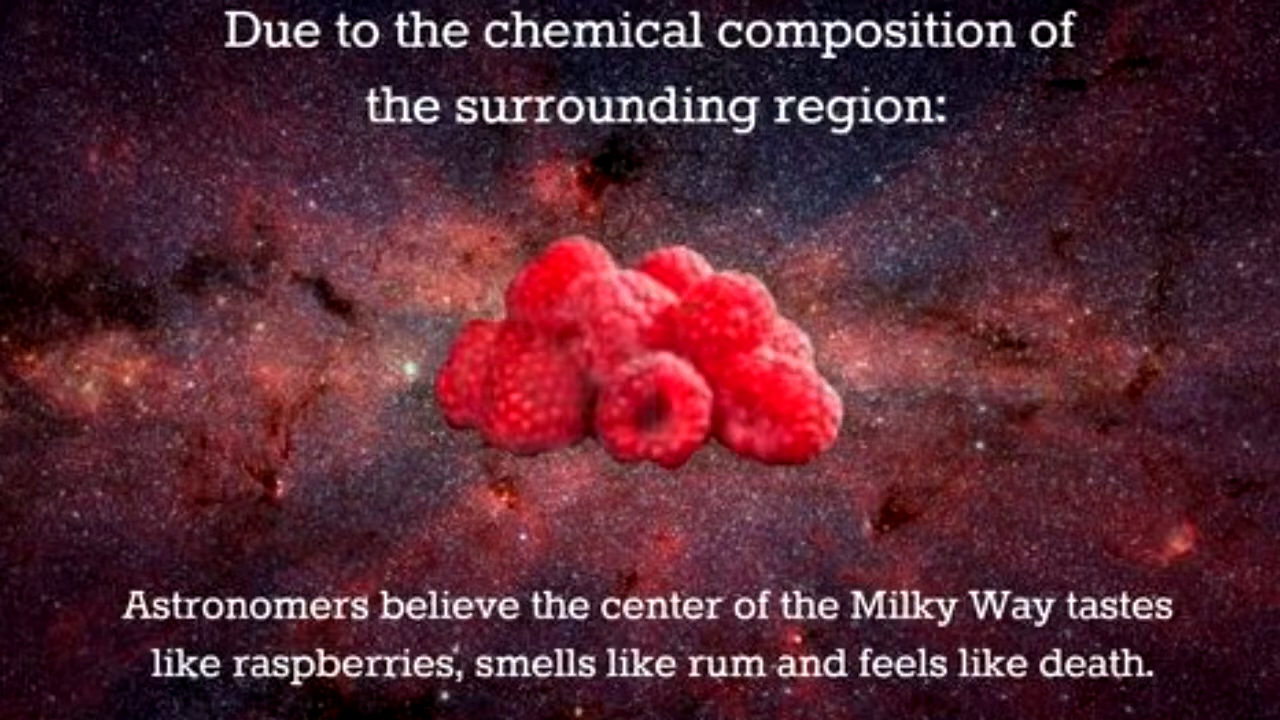 Due to the chemical composition of
the surrounding region:
Astronomers believe the center of the Milky Way tastes
like raspberries, smells like rum and feels like death.